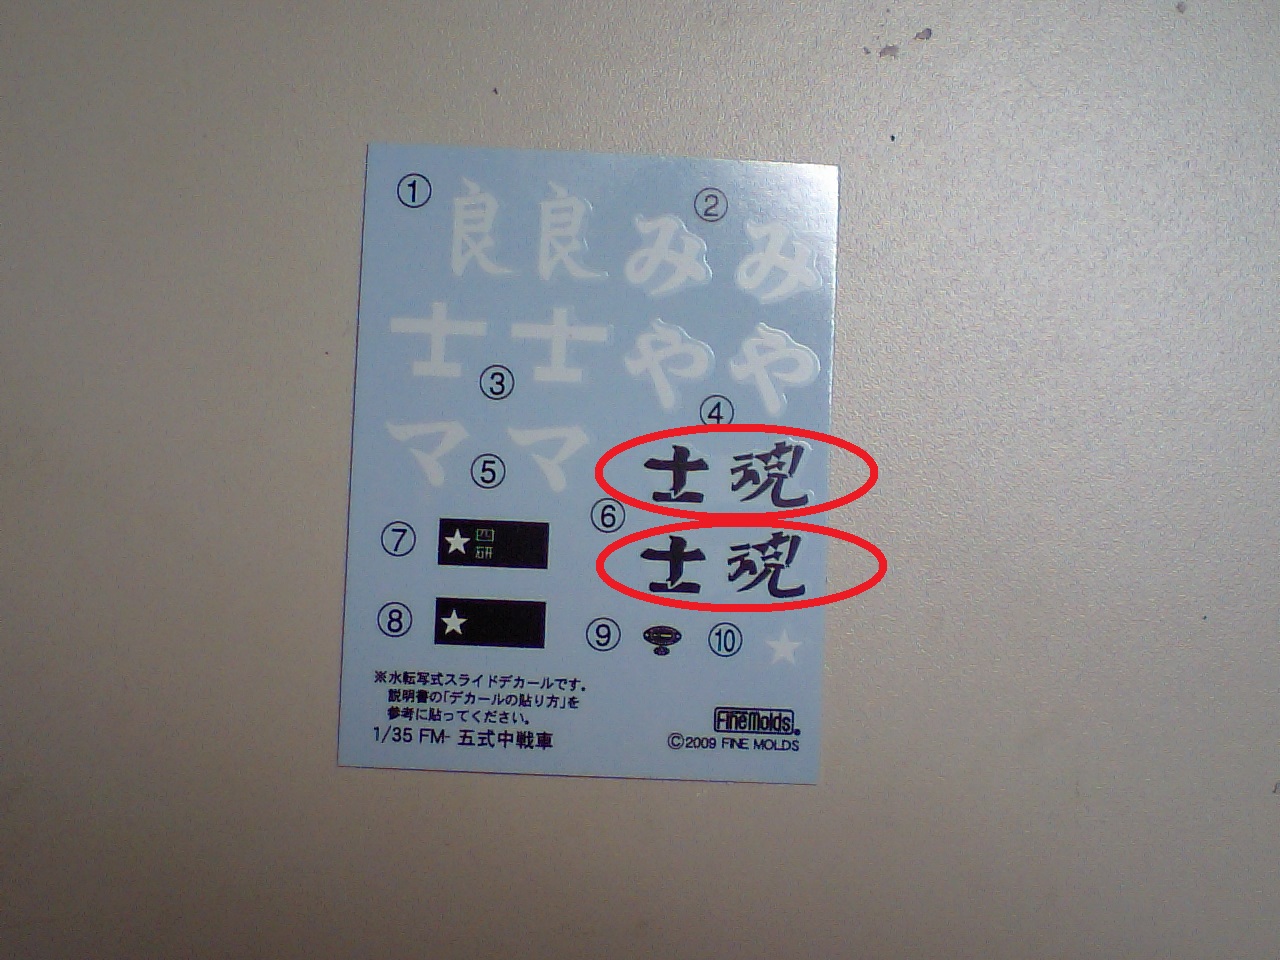 ① 良 良 ② み み
士 士 や や
③ ④
マ マ 士魂
⑤
⑥
⑦ 四研 士魂
⑧ ⑨ ⑩
※水転写式スライドデカールです。
説明書の「デカールの貼り方」を
参考に貼ってください。
1/35 FM- 五式中戦車
FineMolds
©2009 FINE MOLDS